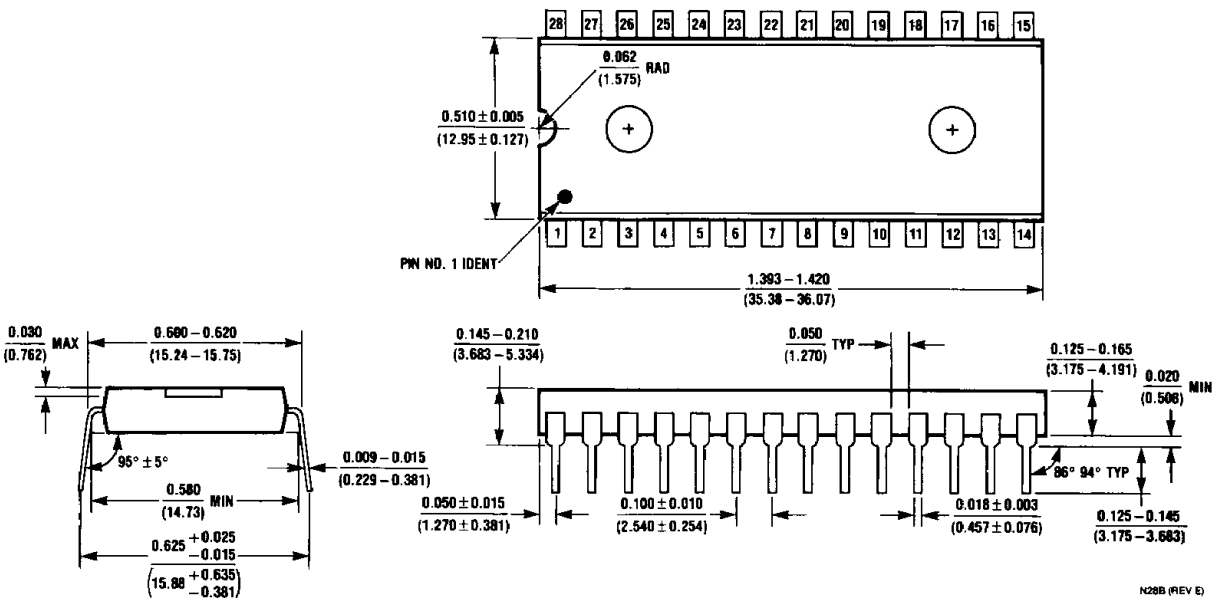 28 27 26 25 24 23 22 21 20 19 18 17 16 15
0.062
(1.575)
RAD
0.510 ± 0.005
(12.95 ± 0.127)
PIN NO. 1 IDENT
1 2 3 4 5 6 7 8 9 10 11 12 13 14
1.393 – 1.420
(35.38 – 36.07)
0.030
(0.762)
MAX
0.600 – 0.620
(15.24 – 15.75)
95° ± 5°
0.009 – 0.015
(0.229 – 0.381)
0.580
(14.73)
MIN
0.625 +0.025 −0.015
(15.88 +0.635 −0.381)
0.145 – 0.210
(3.683 – 5.334)
0.050
(1.270)
TYP
0.125 – 0.165
(3.175 – 4.191)
0.020
(0.508)
MIN
86° 94° TYP
0.050 ± 0.015
(1.270 ± 0.381)
0.100 ± 0.010
(2.540 ± 0.254)
0.018 ± 0.003
(0.457 ± 0.076)
0.125 – 0.145
(3.175 – 3.683)
N28B (REV E)